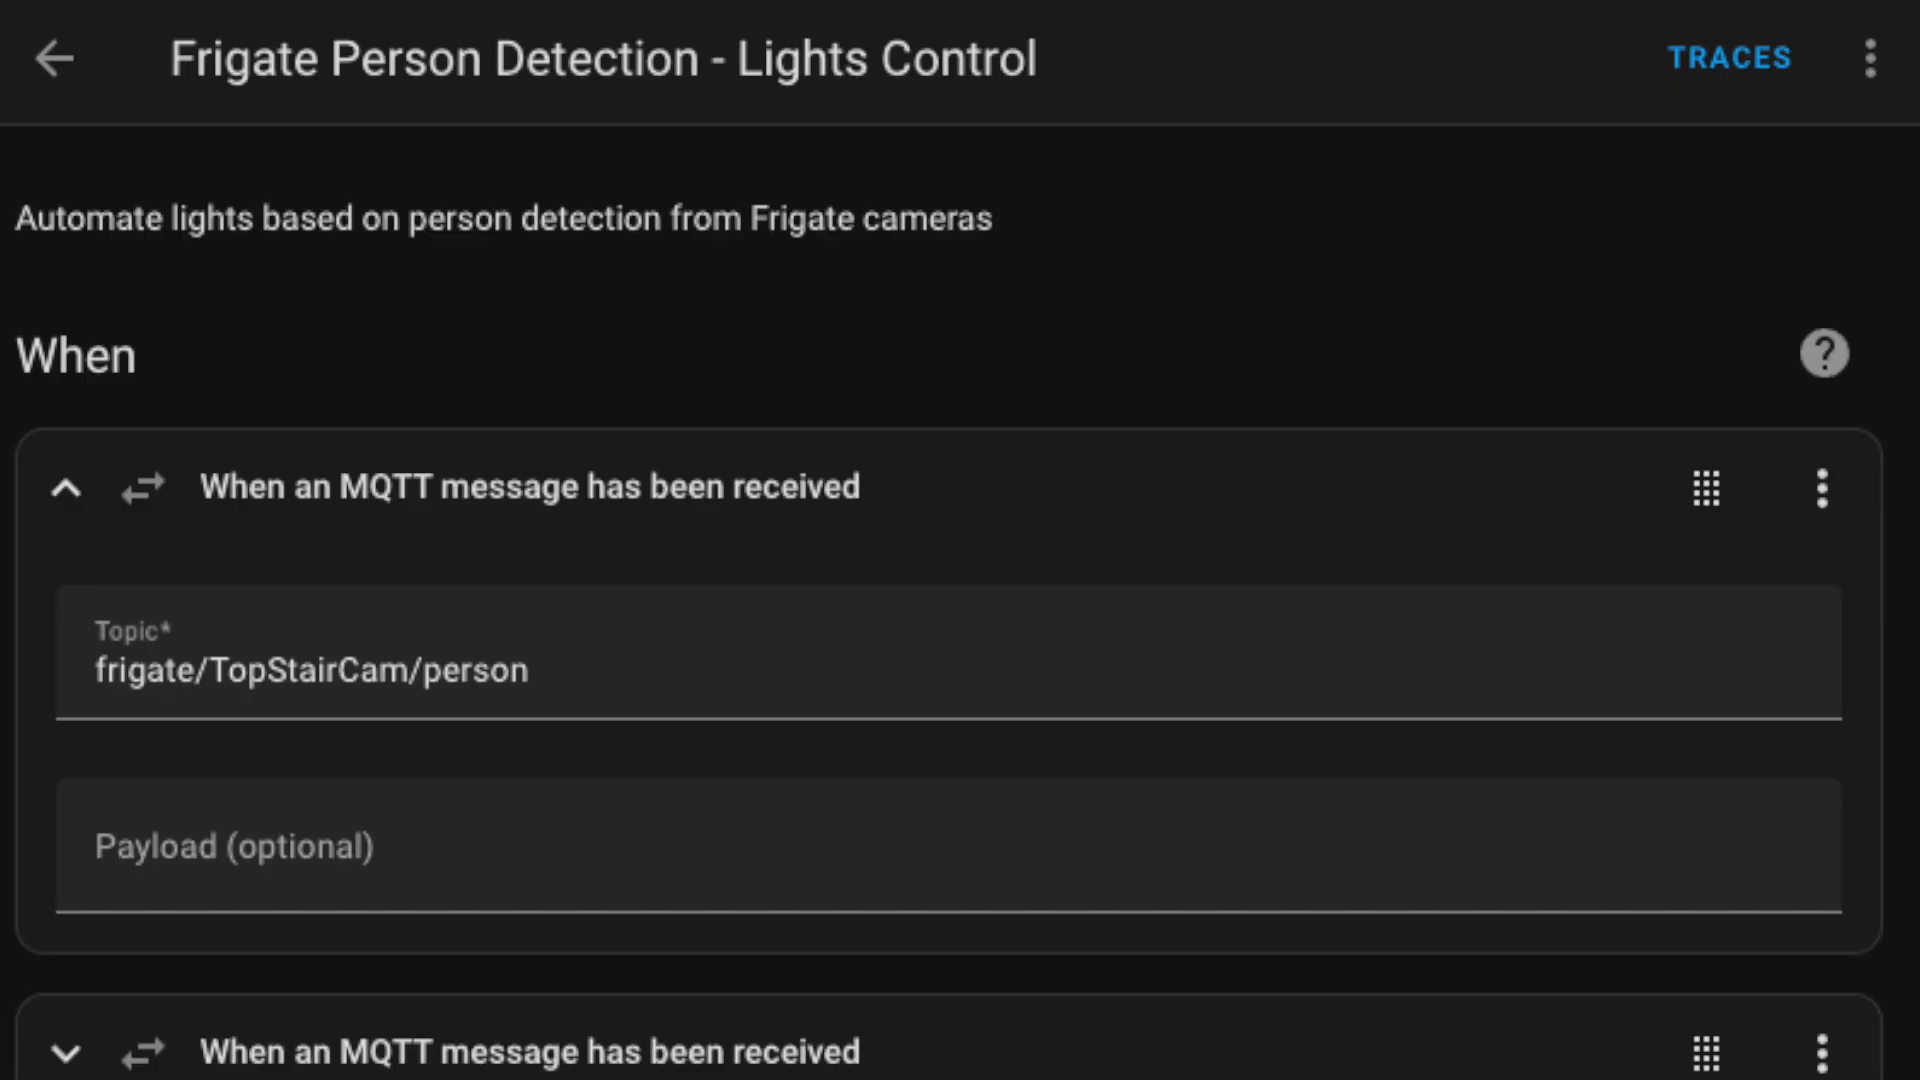 Frigate Person Detection - Lights Control
TRACES
Automate lights based on person detection from Frigate cameras
When
When an MQTT message has been received
Topic*
frigate/TopStairCam/person
Payload (optional)
When an MQTT message has been received